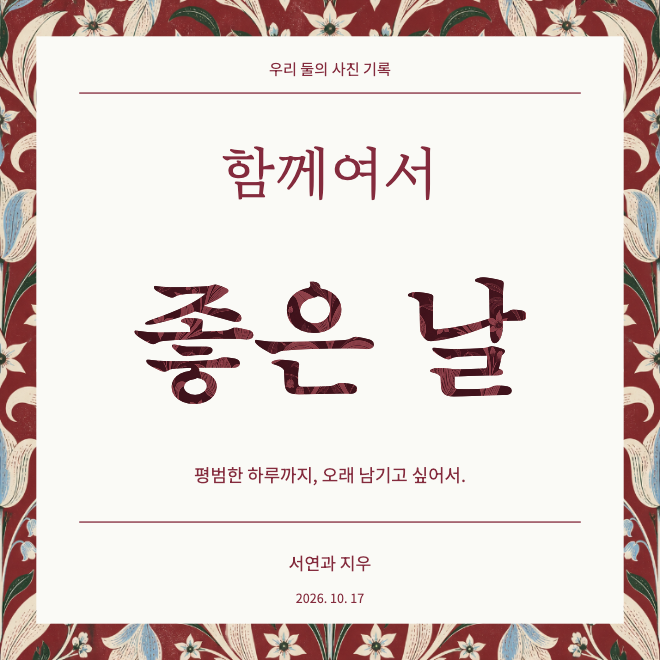 우리 둘의 사진 기록
함께여서
좋은 날
평범한 하루까지, 오래 남기고 싶어서.
서연과 지우
2026. 10. 17